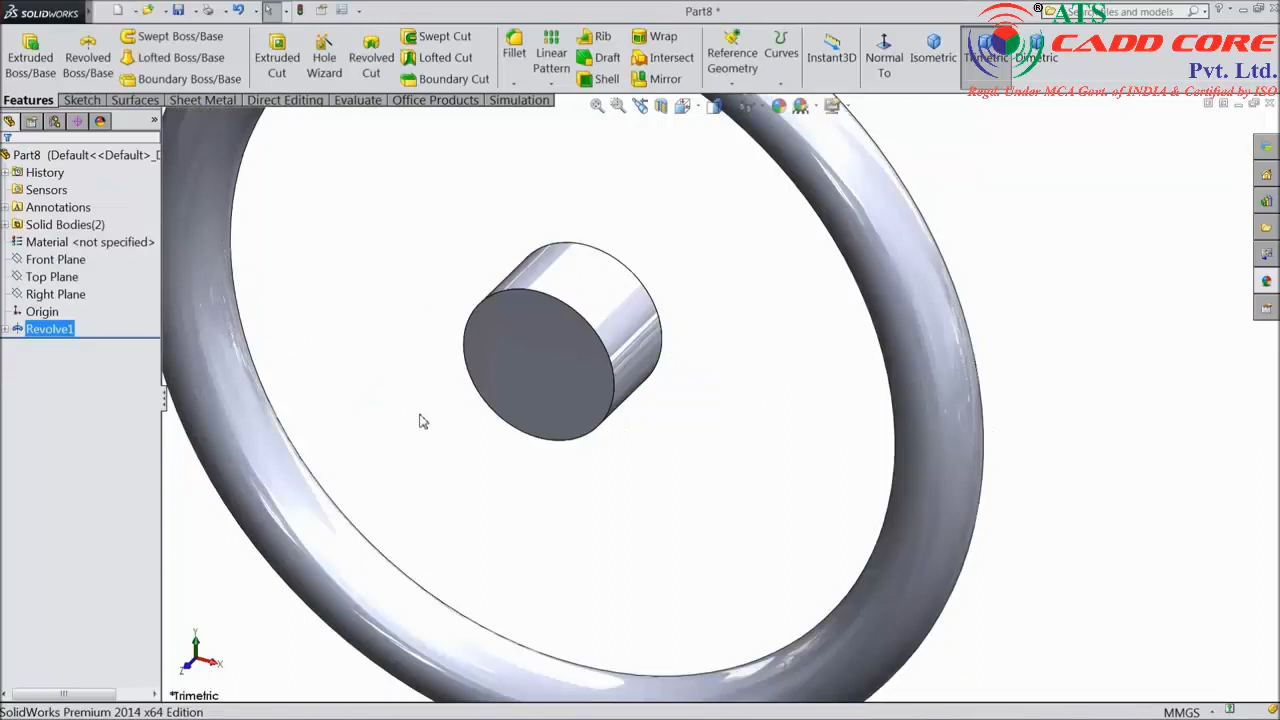 SOLIDWORKS
Part8 *
Search files and models
® ATS
CADD CORE
Pvt. Ltd.
Regd. Under MCA Govt. of INDIA & Certified by ISO
Extruded Boss/Base
Revolved Boss/Base
Swept Boss/Base
Lofted Boss/Base
Boundary Boss/Base
Extruded Cut
Hole Wizard
Revolved Cut
Swept Cut
Lofted Cut
Boundary Cut
Fillet
Linear Pattern
Rib
Draft
Shell
Wrap
Intersect
Mirror
Reference Geometry
Curves
Instant3D
Normal To
Isometric
Trimetric
Dimetric
Features
Sketch
Surfaces
Sheet Metal
Direct Editing
Evaluate
Office Products
Simulation
Part8 (Default<<Default>_D
History
Sensors
Annotations
Solid Bodies(2)
Material <not specified>
Front Plane
Top Plane
Right Plane
Origin
Revolve1
Y
X
Z
*Trimetric
SolidWorks Premium 2014 x64 Edition
MMGS